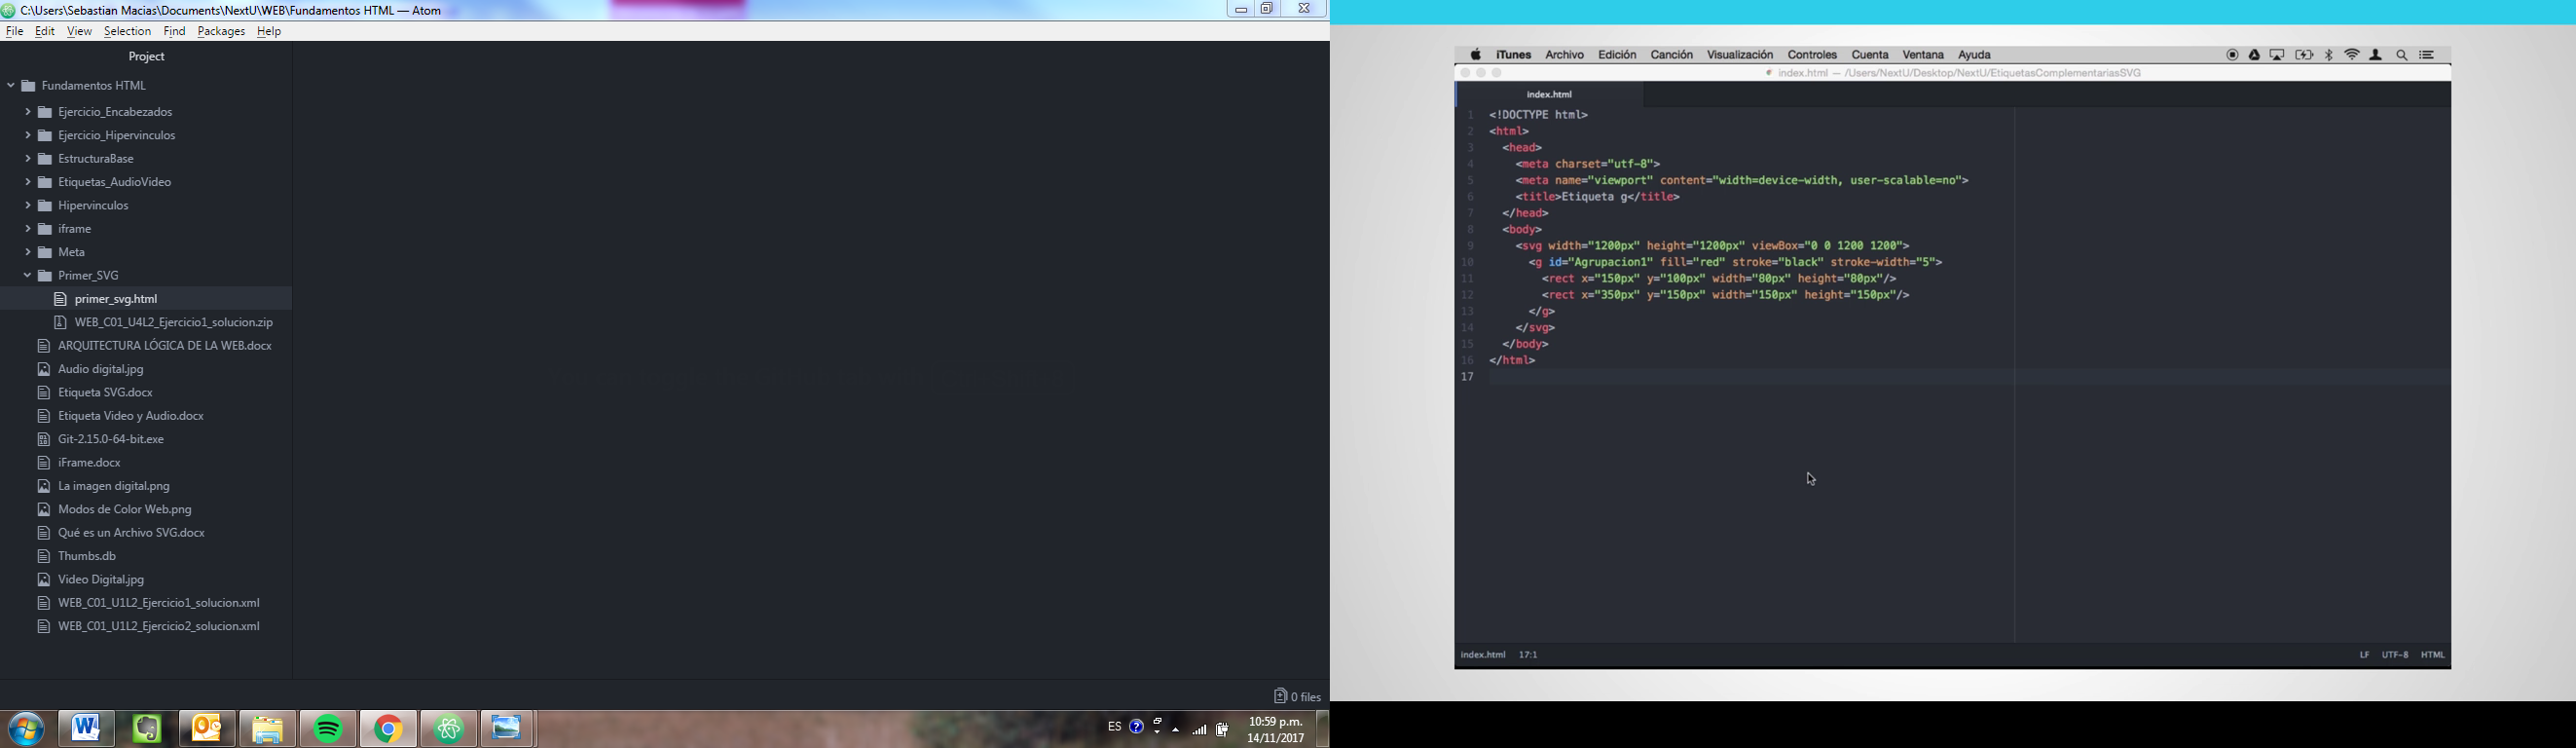 C:\Users\Sebastian Macias\Documents\NextU\WEB\Fundamentos HTML — Atom
File Edit View Selection Find Packages Help
Project
Fundamentos HTML
Ejercicio_Encabezados
Ejercicio_Hipervinculos
EstructuraBase
Etiquetas_AudioVideo
Hipervinculos
iframe
Meta
Primer_SVG
primer_svg.html
WEB_C01_U4L2_Ejercicio1_solucion.zip
ARQUITECTURA LÓGICA DE LA WEB.docx
Audio digital.jpg
Etiqueta SVG.docx
Etiqueta Video y Audio.docx
Git-2.15.0-64-bit.exe
iFrame.docx
La imagen digital.png
Modos de Color Web.png
Qué es un Archivo SVG.docx
Thumbs.db
Video Digital.jpg
WEB_C01_U1L2_Ejercicio1_solucion.xml
WEB_C01_U1L2_Ejercicio2_solucion.xml
0 files
ES
10:59 p.m.
14/11/2017
iTunes Archivo Edición Canción Visualización Controles Cuenta Ventana Ayuda
index.html — /Users/NextU/Desktop/NextU/EtiquetasComplementariasSVG
index.html
1 <!DOCTYPE html>
2 <html>
3 <head>
4 <meta charset="utf-8">
5 <meta name="viewport" content="width=device-width, user-scalable=no">
6 <title>Etiqueta g</title>
7 </head>
8 <body>
9 <svg width="1200px" height="1200px" viewBox="0 0 1200 1200">
10 <g id="Agrupacion1" fill="red" stroke="black" stroke-width="5">
11 <rect x="150px" y="100px" width="80px" height="80px"/>
12 <rect x="350px" y="150px" width="150px" height="150px"/>
13 </g>
14 </svg>
15 </body>
16 </html>
17
index.html 17:1 LF UTF-8 HTML